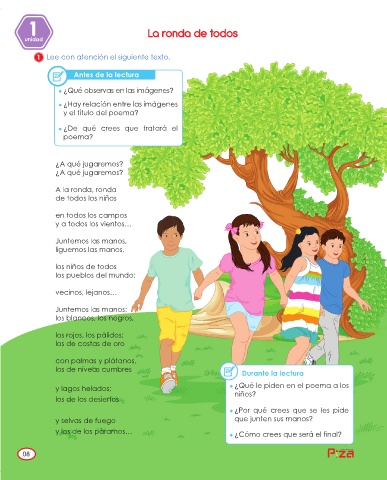 1
unidad
La ronda de todos
1 Lee con atención el siguiente texto.
Antes de la lectura
• ¿Qué observas en las imágenes?
• ¿Hay relación entre las imágenes
y el título del poema?
• ¿De qué crees que tratará el
poema?
¿A qué jugaremos?
¿A qué jugaremos?
A la ronda, ronda
de todos los niños
en todos los campos
y a todos los vientos...
Juntemos las manos,
liguemos las manos.
los niños de todos
los pueblos del mundo;
vecinos, lejanos...
Juntemos las manos:
los blancos, los negros,
los rojos, los pálidos;
los de costas de oro
con palmas y plátanos,
los de nivelas cumbres
y lagos helados;
los de los desiertos
y selvas de fuego
y los de los páramos...
Durante la lectura
• ¿Qué le piden en el poema a los
niños?
• ¿Por qué crees que se les pide
que junten sus manos?
• ¿Cómo crees que será el final?
08